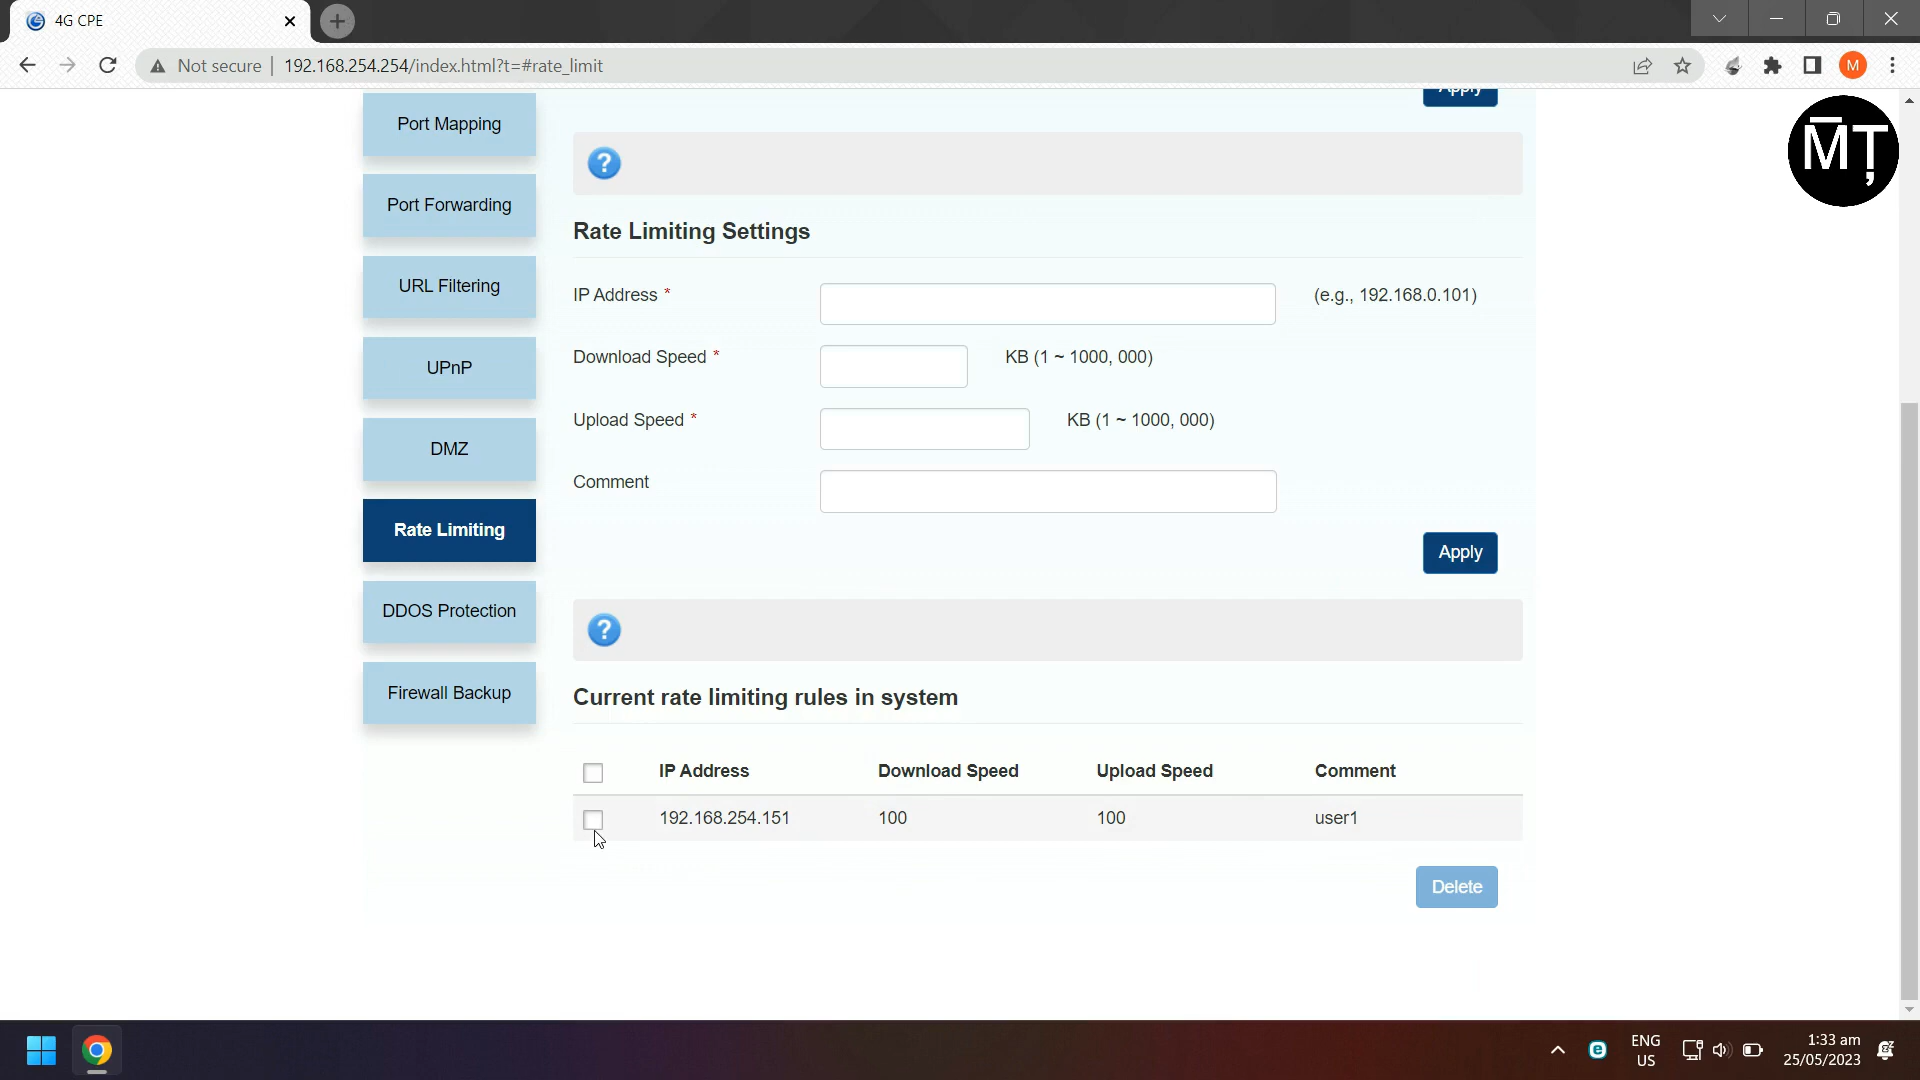 4G CPE
Not secure
192.168.254.254/index.html?t=#rate_limit
M
M̄Ț
Port Mapping
Apply
Port Forwarding
?
Rate Limiting Settings
URL Filtering
IP Address *
(e.g., 192.168.0.101)
UPnP
Download Speed *
KB (1 ~ 1000, 000)
DMZ
Upload Speed *
KB (1 ~ 1000, 000)
Comment
Rate Limiting
Apply
DDOS Protection
?
Firewall Backup
Current rate limiting rules in system
IP Address Download Speed Upload Speed Comment
192.168.254.151 100 100 user1
Delete
ENG
US
1:33 am
25/05/2023